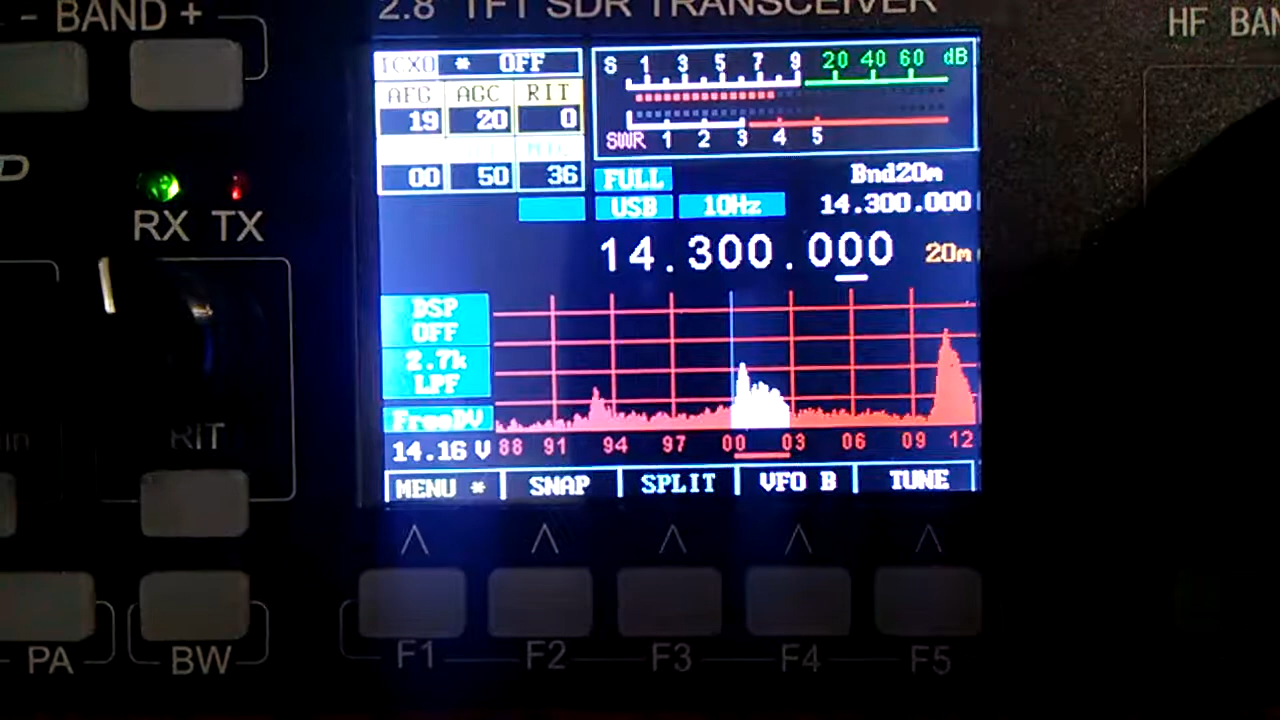 - BAND +
2.8" TFT SDR TRANSCEIVER
HF BAN
TCXO * OFF
AFG AGC RIT
19 20 0
00 50 36
S 1 3 5 7 9 20 40 60 dB
SWR 1 2 3 4 5
FULL
Bnd20m
USB 10Hz 14.300.000
14.300.000 20m
RX TX
DSP
OFF
2.7k
LPF
FreeDV
14.16 V 88 91 94 97 00 03 06 09 12
RIT
MENU * SNAP SPLIT VFO B TUNE
^ ^ ^ ^ ^
PA BW F1 F2 F3 F4 F5